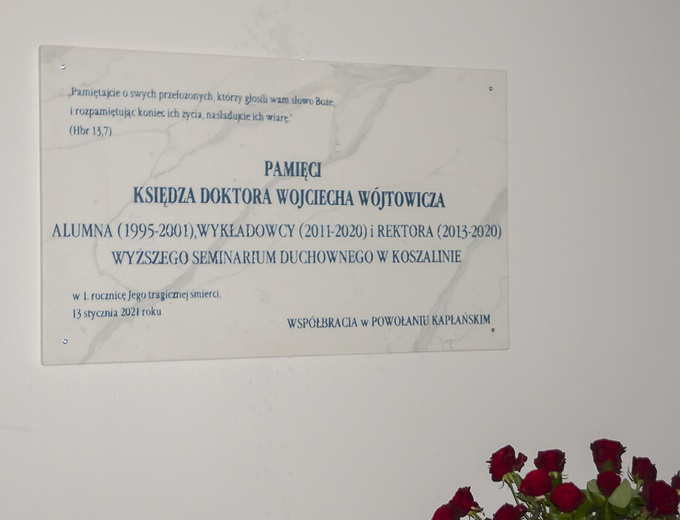 „Pamiętajcie o swych przełożonych, którzy głosili wam słowo Boże,
i rozpamiętując koniec ich życia, naśladujcie ich wiarę."
(Hbr 13,7)
PAMIĘCI
KSIĘDZA DOKTORA WOJCIECHA WÓJTOWICZA
ALUMNA (1995-2001), WYKŁADOWCY (2011-2020) i REKTORA (2013-2020)
WYŻSZEGO SEMINARIUM DUCHOWNEGO W KOSZALINIE
w 1. rocznicę Jego tragicznej śmierci,
13 stycznia 2021 roku
WSPÓŁBRACIA w POWOŁANIU KAPŁAŃSKIM